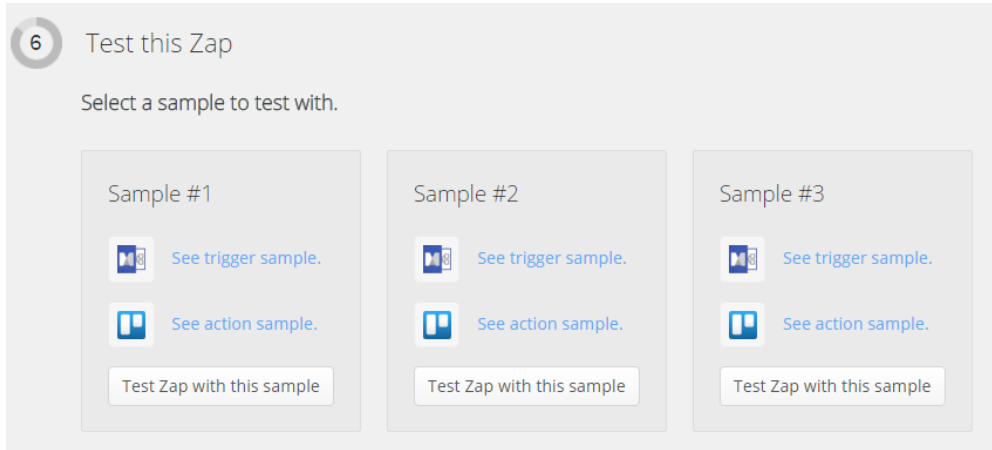 6
Test this Zap
Select a sample to test with.
Sample #1
See trigger sample.
See action sample.
Test Zap with this sample
Sample #2
See trigger sample.
See action sample.
Test Zap with this sample
Sample #3
See trigger sample.
See action sample.
Test Zap with this sample